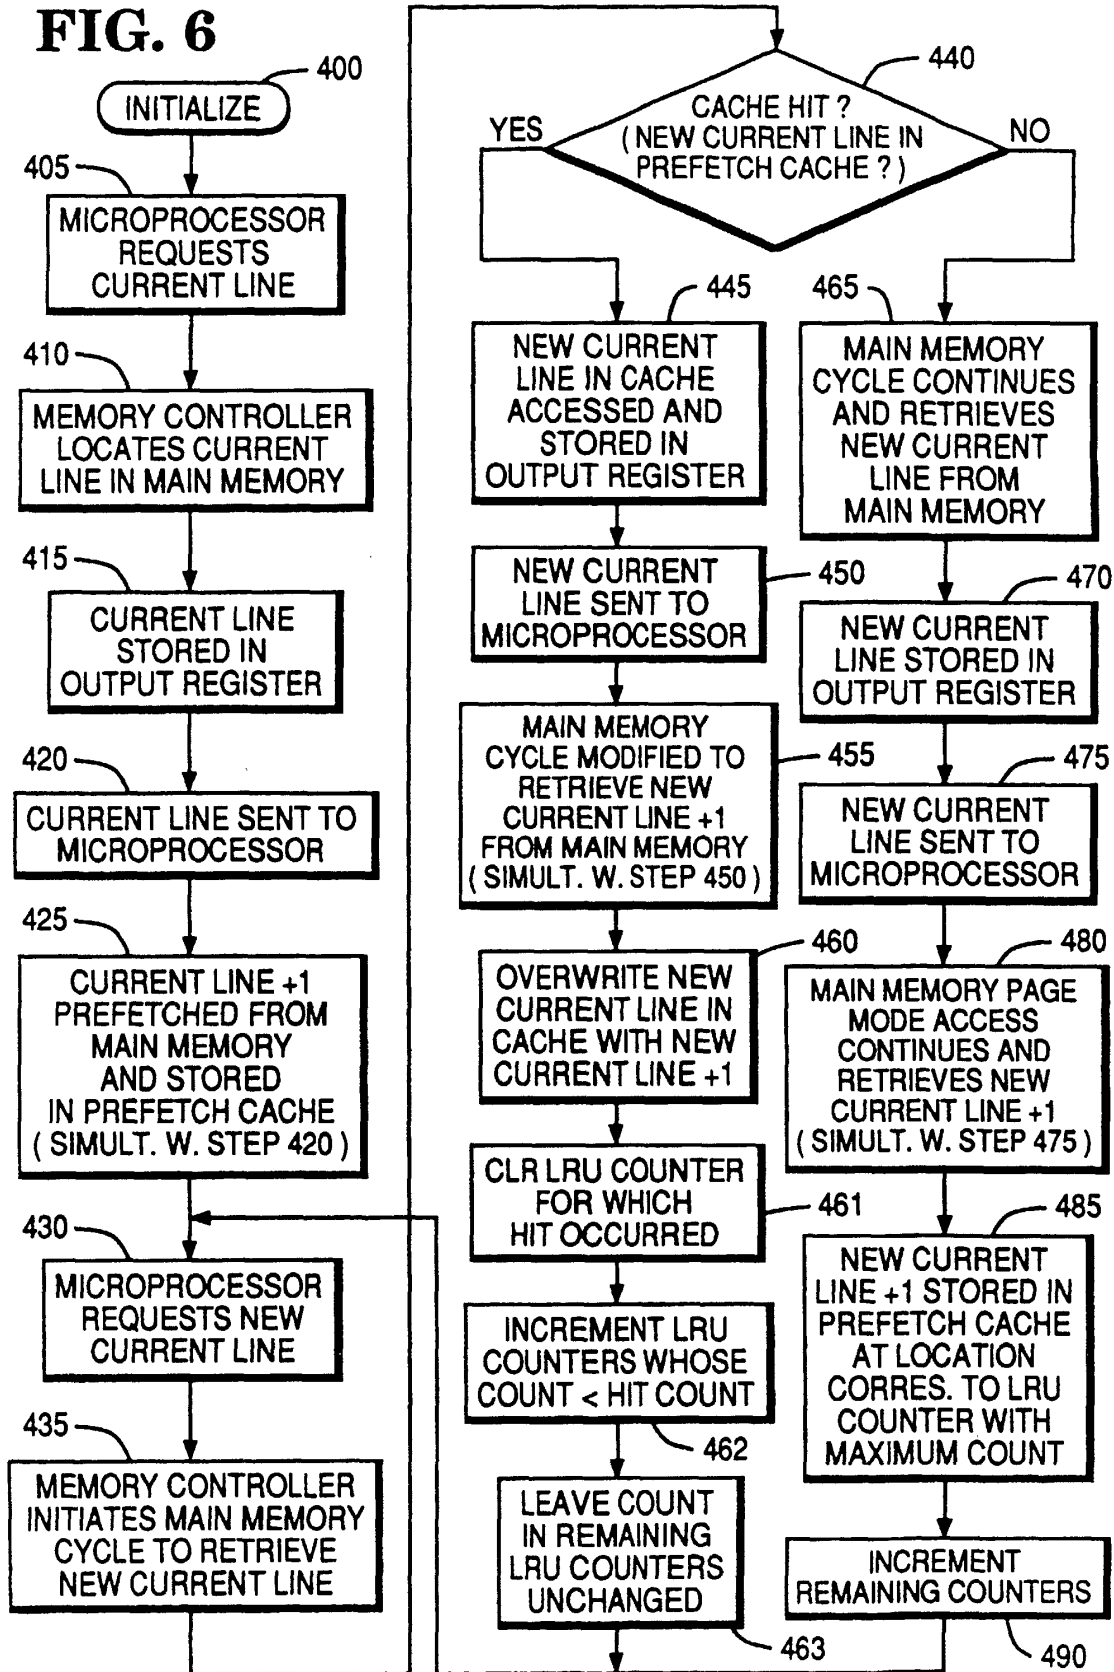 FIG. 6
400
INITIALIZE
405
MICROPROCESSOR
REQUESTS
CURRENT LINE
410
MEMORY CONTROLLER
LOCATES CURRENT
LINE IN MAIN MEMORY
415
CURRENT LINE
STORED IN
OUTPUT REGISTER
420
CURRENT LINE SENT TO
MICROPROCESSOR
425
CURRENT LINE +1
PREFETCHED FROM
MAIN MEMORY
AND STORED
IN PREFETCH CACHE
( SIMULT. W. STEP 420 )
430
MICROPROCESSOR
REQUESTS NEW
CURRENT LINE
435
MEMORY CONTROLLER
INITIATES MAIN MEMORY
CYCLE TO RETRIEVE
NEW CURRENT LINE
440
CACHE HIT ?
( NEW CURRENT LINE IN
PREFETCH CACHE ? )
YES
NO
445
NEW CURRENT
LINE IN CACHE
ACCESSED AND
STORED IN
OUTPUT REGISTER
450
NEW CURRENT
LINE SENT TO
MICROPROCESSOR
455
MAIN MEMORY
CYCLE MODIFIED TO
RETRIEVE NEW
CURRENT LINE +1
FROM MAIN MEMORY
( SIMULT. W. STEP 450 )
460
OVERWRITE NEW
CURRENT LINE IN
CACHE WITH NEW
CURRENT LINE +1
CLR LRU COUNTER
FOR WHICH
HIT OCCURRED
461
INCREMENT LRU
COUNTERS WHOSE
COUNT < HIT COUNT
462
LEAVE COUNT
IN REMAINING
LRU COUNTERS
UNCHANGED
463
465
MAIN MEMORY
CYCLE CONTINUES
AND RETRIEVES
NEW CURRENT
LINE FROM
MAIN MEMORY
470
NEW CURRENT
LINE STORED IN
OUTPUT REGISTER
475
NEW CURRENT
LINE SENT TO
MICROPROCESSOR
480
MAIN MEMORY PAGE
MODE ACCESS
CONTINUES AND
RETRIEVES NEW
CURRENT LINE +1
( SIMULT. W. STEP 475 )
485
NEW CURRENT
LINE +1 STORED IN
PREFETCH CACHE
AT LOCATION
CORRES. TO LRU
COUNTER WITH
MAXIMUM COUNT
INCREMENT
REMAINING COUNTERS
490